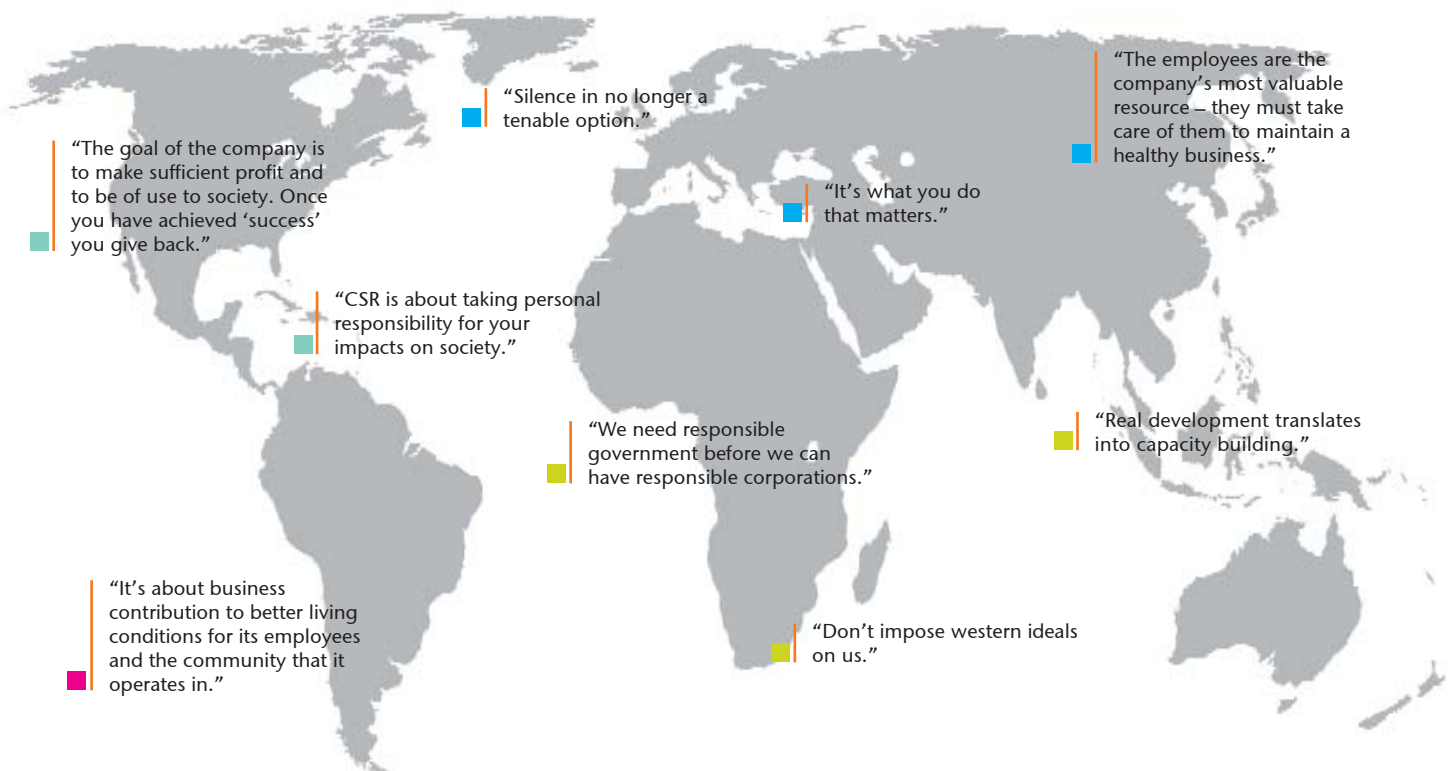 “Silence in no longer a
tenable option.”
“The employees are the
company’s most valuable
resource – they must take
care of them to maintain a
healthy business.”
“The goal of the company is
to make sufficient profit and
to be of use to society. Once
you have achieved ‘success’
you give back.”
“It’s what you do
that matters.”
“CSR is about taking personal
responsibility for your
impacts on society.”
“We need responsible
government before we can
have responsible corporations.”
“Real development translates
into capacity building.”
“It’s about business
contribution to better living
conditions for its employees
and the community that it
operates in.”
“Don’t impose western ideals
on us.”